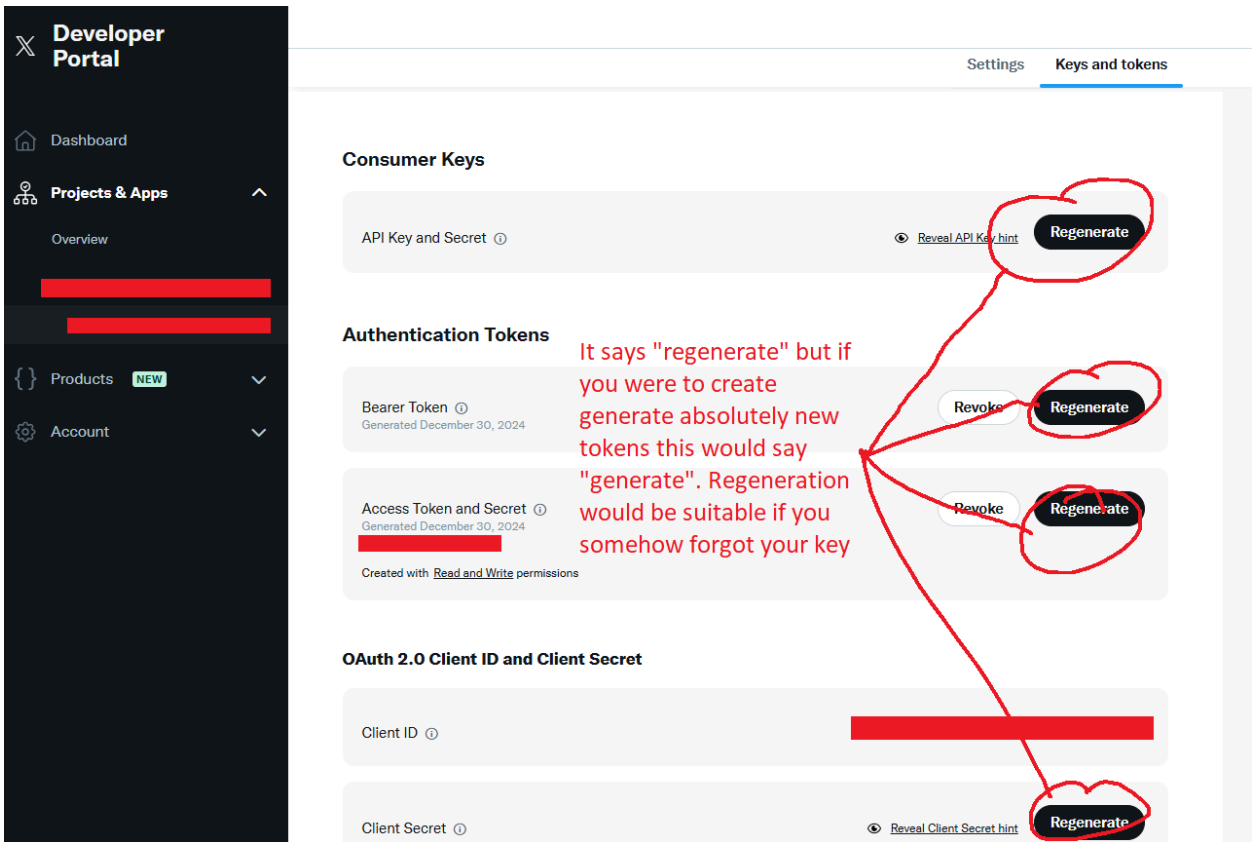 Developer
Portal
Settings
Keys and tokens
Dashboard
Projects & Apps
Overview
Products NEW
Account
Consumer Keys
API Key and Secret
Reveal API Key hint
Regenerate
Authentication Tokens
It says "regenerate" but if
you were to create
generate absolutely new
tokens this would say
"generate". Regeneration
would be suitable if you
somehow forgot your key
Bearer Token
Generated December 30, 2024
Revoke
Regenerate
Access Token and Secret
Generated December 30, 2024
Revoke
Regenerate
Created with Read and Write permissions
OAuth 2.0 Client ID and Client Secret
Client ID
Client Secret
Reveal Client Secret hint
Regenerate